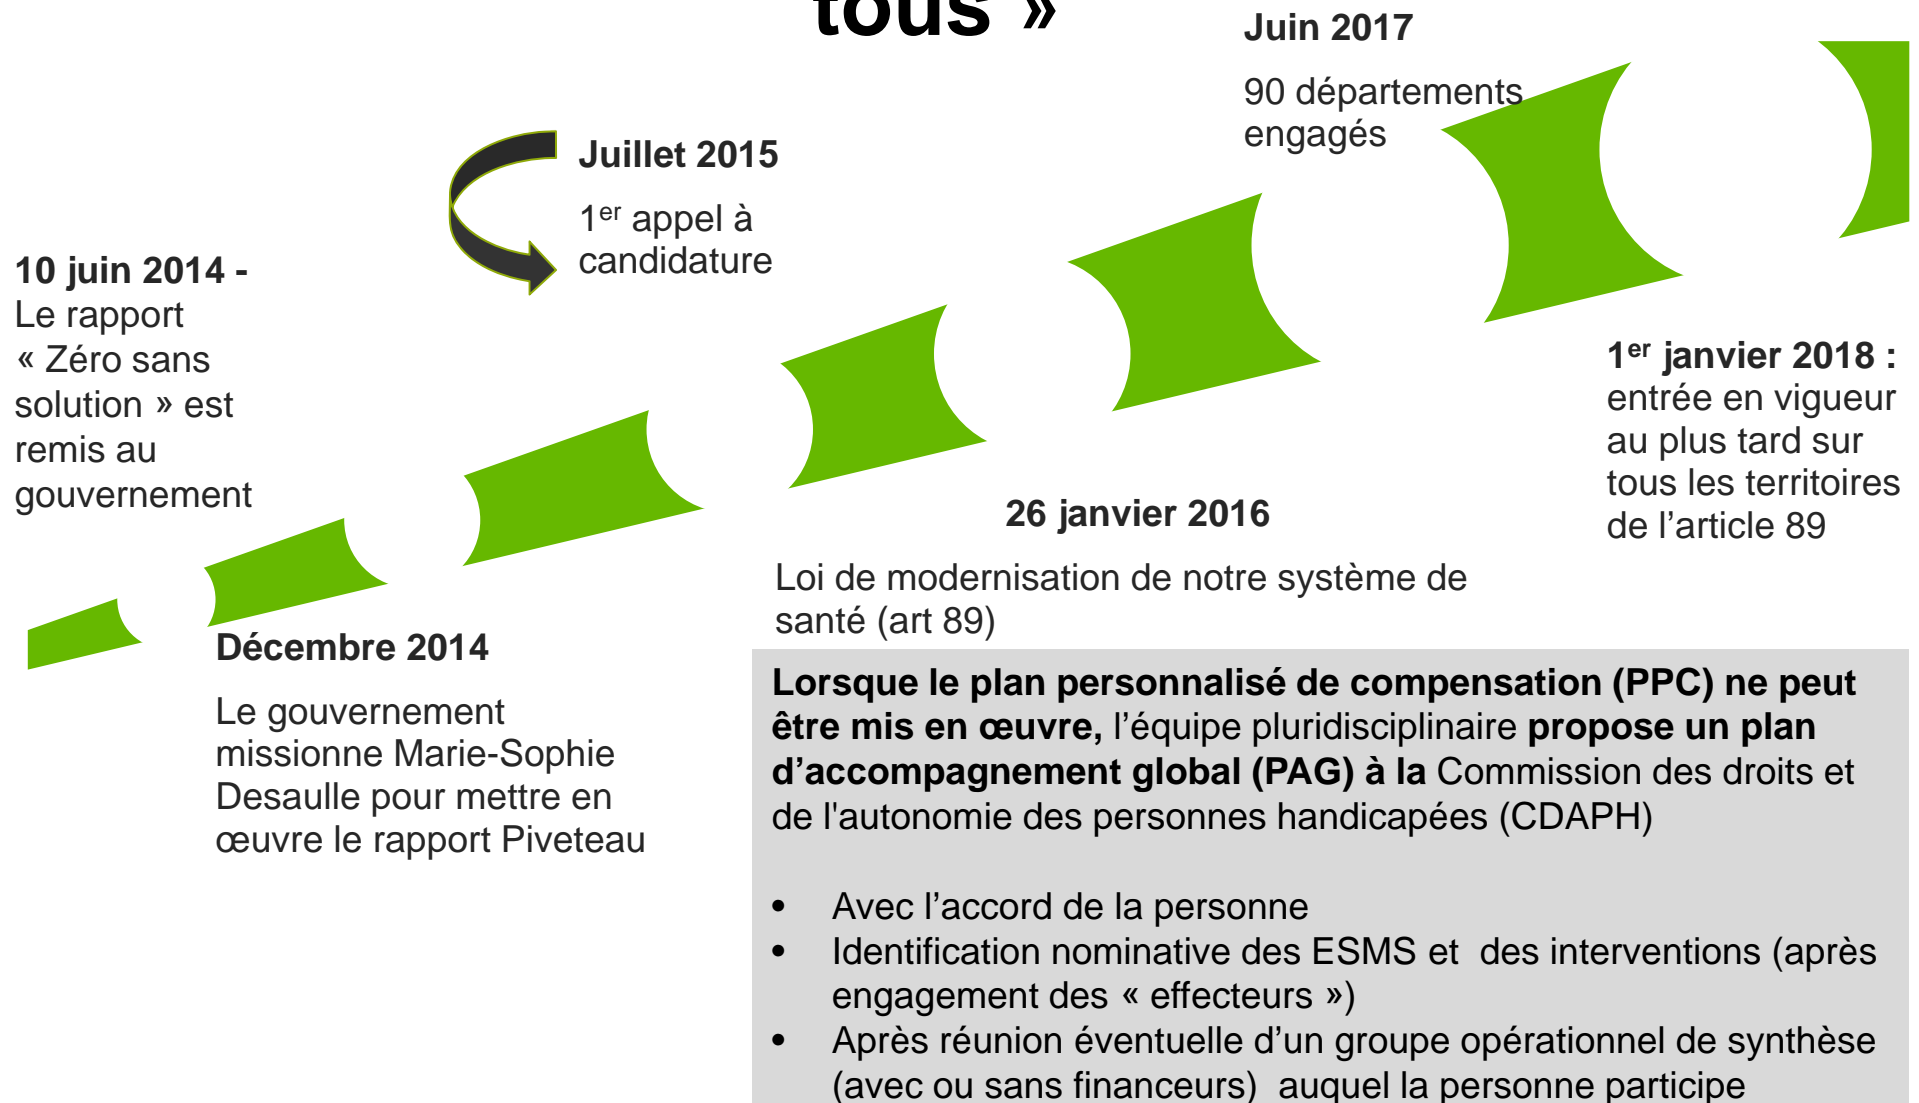 tous »
10 juin 2014 -
Le rapport
« Zéro sans
solution » est
remis au
gouvernement
Décembre 2014
Le gouvernement
missionne Marie-Sophie
Desaulle pour mettre en
œuvre le rapport Piveteau
Juillet 2015
1er appel à
candidature
26 janvier 2016
Loi de modernisation de notre système de
santé (art 89)
Lorsque le plan personnalisé de compensation (PPC) ne peut
être mis en œuvre, l’équipe pluridisciplinaire propose un plan
d’accompagnement global (PAG) à la Commission des droits et
de l'autonomie des personnes handicapées (CDAPH)
• Avec l’accord de la personne
• Identification nominative des ESMS et  des interventions (après
engagement des « effecteurs »)
• Après réunion éventuelle d’un groupe opérationnel de synthèse
(avec ou sans financeurs)  auquel la personne participe
Juin 2017
90 départements
engagés
1er janvier 2018 :
entrée en vigueur
au plus tard sur
tous les territoires
de l’article 89